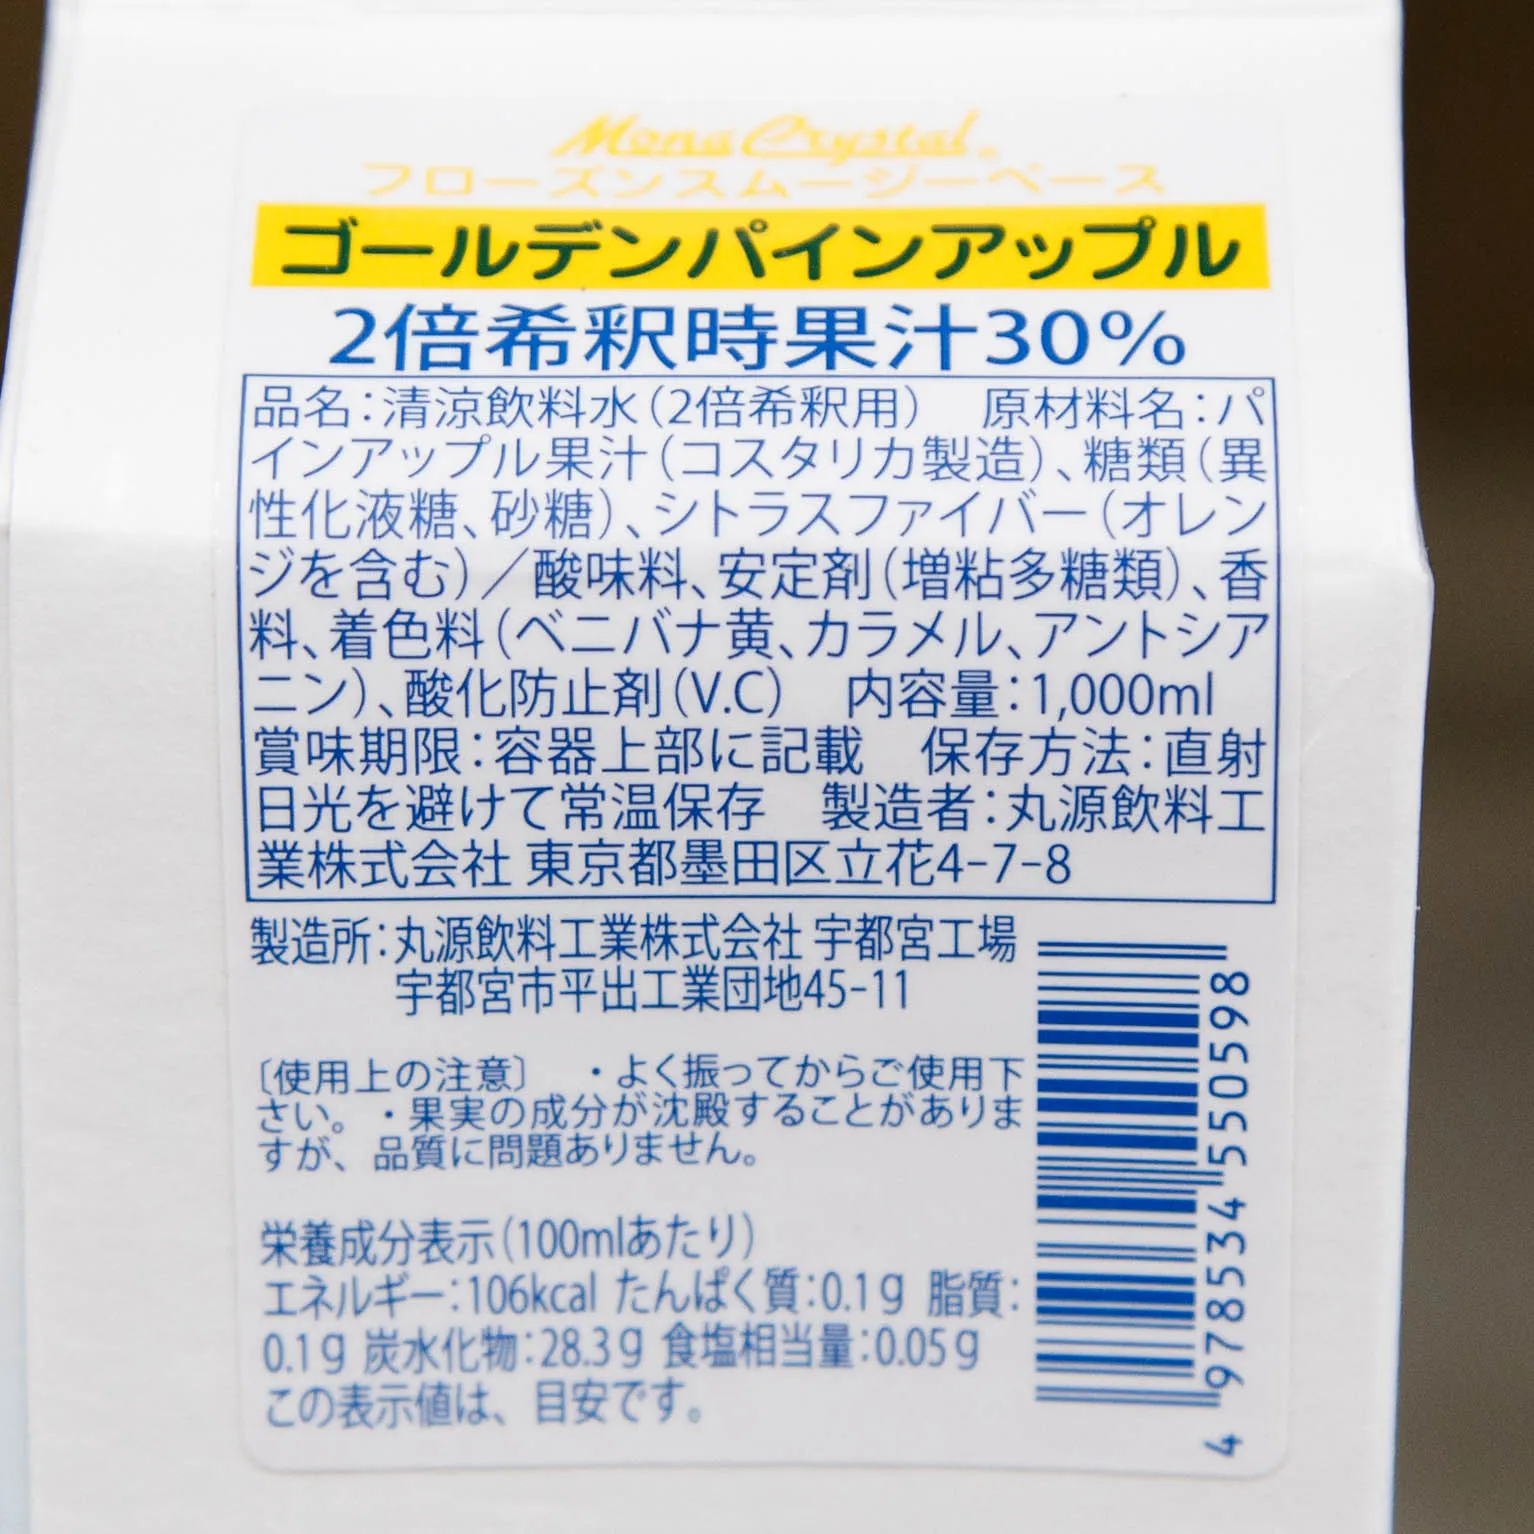 Mona Crystal®
フローズンスムージーベース
ゴールデンパインアップル
2倍希釈時果汁30%
品名：清涼飲料水（2倍希釈用）　原材料名：パ
インアップル果汁（コスタリカ製造）、糖類（異
性化液糖、砂糖）、シトラスファイバー（オレン
ジを含む）／酸味料、安定剤（増粘多糖類）、香
料、着色料（ベニバナ黄、カラメル、アントシア
ニン）、酸化防止剤（V.C）　内容量：1,000ml
賞味期限：容器上部に記載　保存方法：直射
日光を避けて常温保存　製造者：丸源飲料工
業株式会社 東京都墨田区立花4-7-8
製造所：丸源飲料工業株式会社 宇都宮工場
宇都宮市平出工業団地45-11
〔使用上の注意〕　・よく振ってからご使用下
さい。・果実の成分が沈殿することがありま
すが、品質に問題ありません。
栄養成分表示（100mlあたり）
エネルギー：106kcal たんぱく質：0.1g 脂質：
0.1g 炭水化物：28.3g 食塩相当量：0.05g
この表示値は、目安です。
4 978534 550598